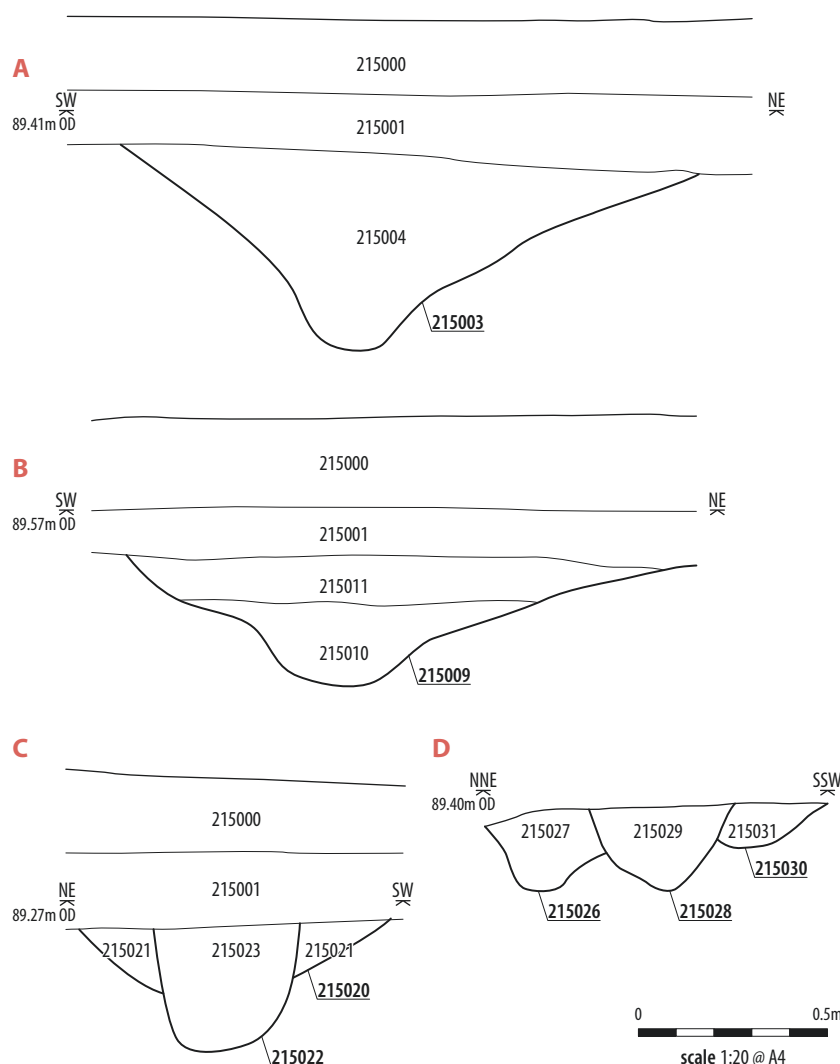 A
215000
SW
NE
89.41m OD
215001
215004
215003
B
215000
SW
NE
89.57m OD
215001
215011
215010
215009
C
215000
NE
SW
215001
89.27m OD
215021
215023
215021
215020
215022
D
NNE
SSW
89.40m OD
215027
215029
215031
215030
215026
215028
0
0.5m
scale 1:20 @ A4